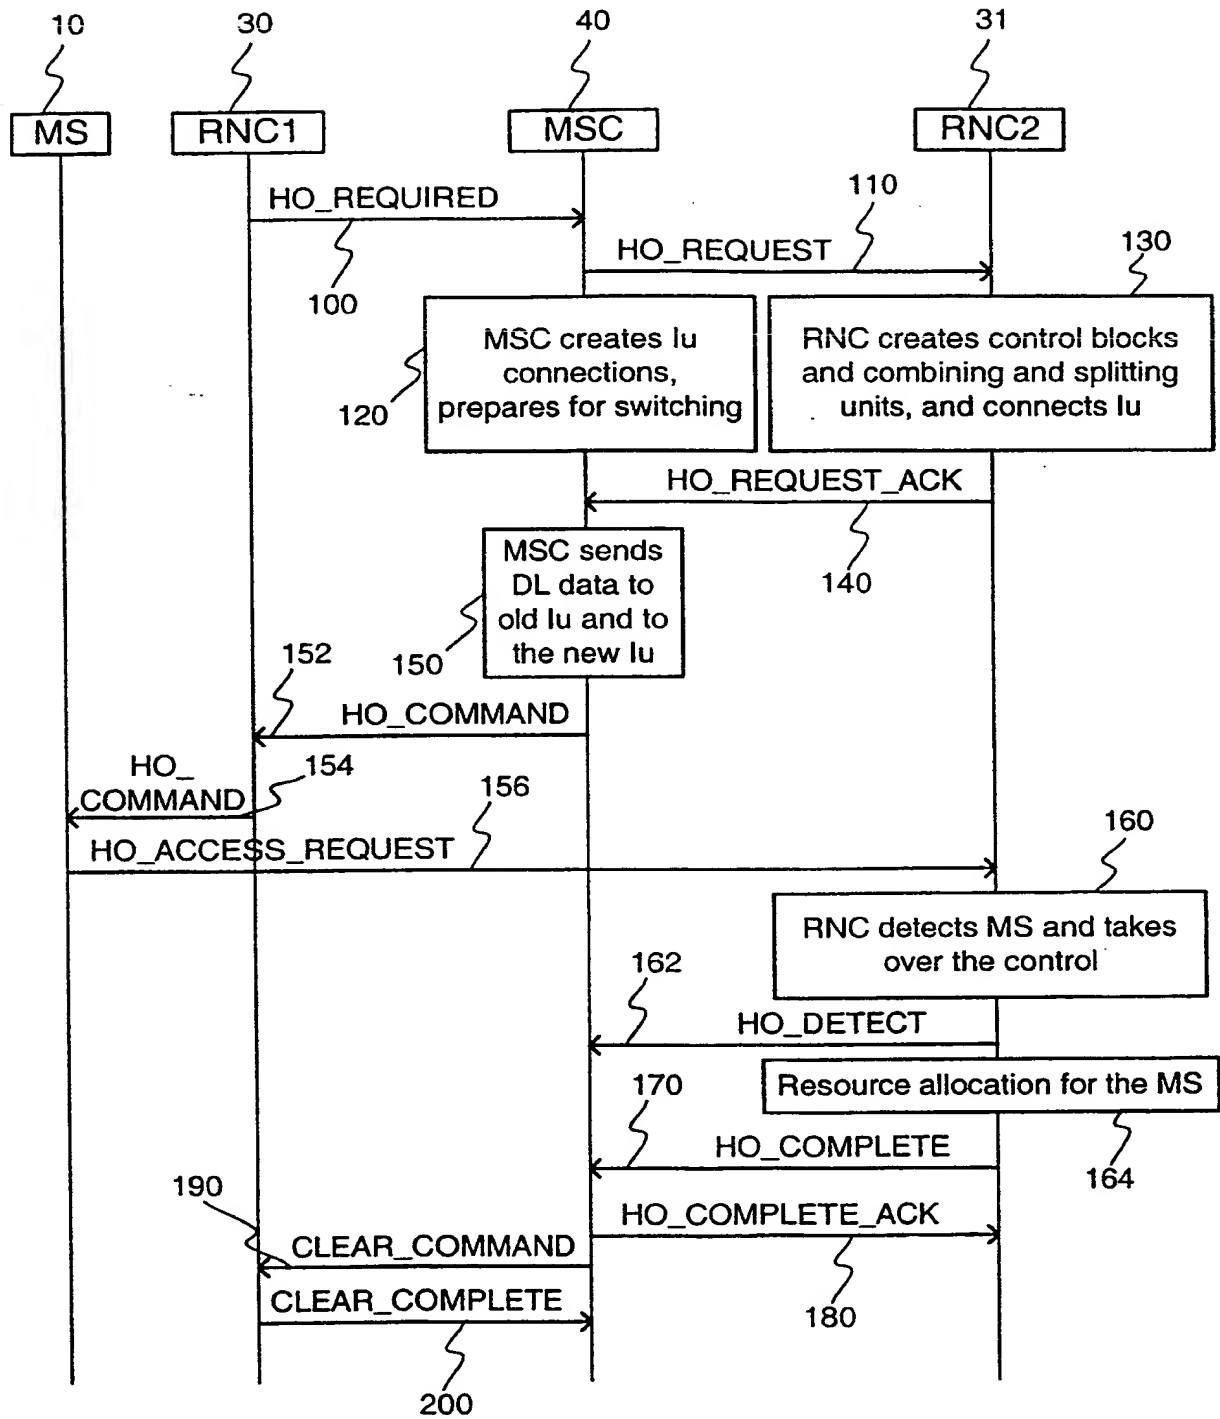 10
30
40
31
MS
RNC1
MSC
RNC2
HO_REQUIRED
100
110
HO_REQUEST
130
MSC creates Iu
connections,
prepares for switching
120
RNC creates control blocks
and combining and splitting
units, and connects Iu
HO_REQUEST_ACK
140
MSC sends
DL data to
old Iu and to
the new Iu
150
152
HO_COMMAND
HO_
COMMAND
154
156
HO_ACCESS_REQUEST
160
RNC detects MS and takes
over the control
162
HO_DETECT
Resource allocation for the MS
164
170
HO_COMPLETE
HO_COMPLETE_ACK
180
190
CLEAR_COMMAND
CLEAR_COMPLETE
200